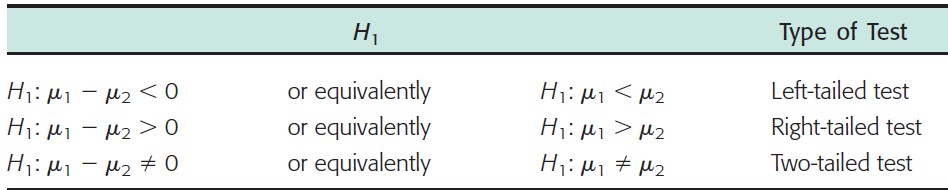 H₁ Type of Test
H₁: μ₁ − μ₂ < 0 or equivalently H₁: μ₁ < μ₂ Left-tailed test
H₁: μ₁ − μ₂ > 0 or equivalently H₁: μ₁ > μ₂ Right-tailed test
H₁: μ₁ − μ₂ ≠ 0 or equivalently H₁: μ₁ ≠ μ₂ Two-tailed test